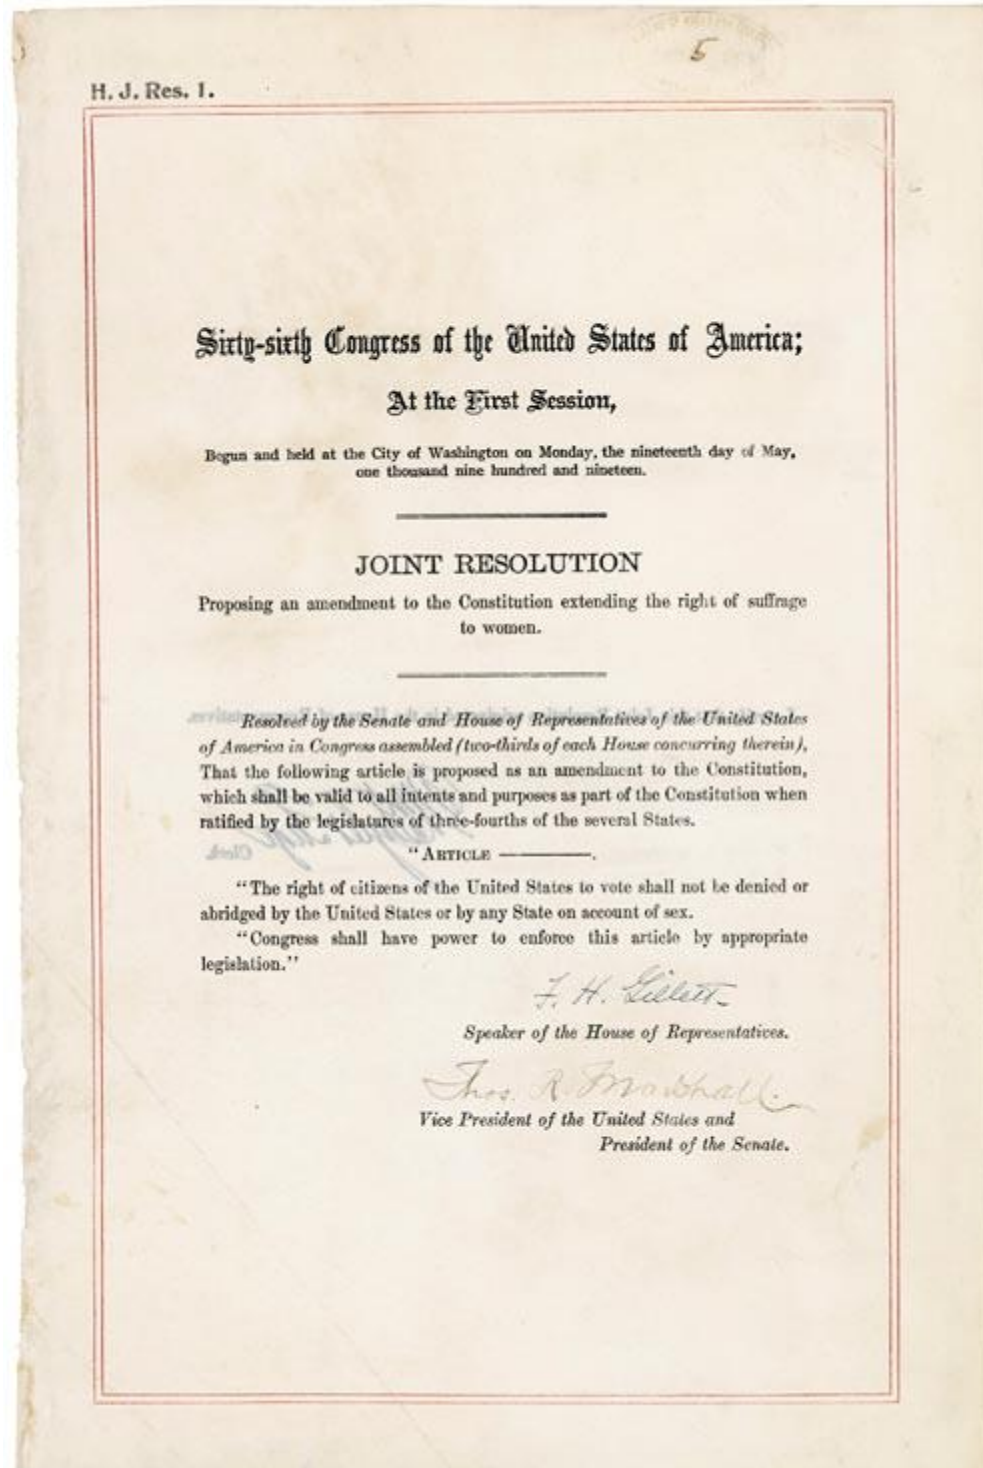 5
H. J. Res. 1.
Sixty-sixth Congress of the United States of America;
At the First Session,
Begun and held at the City of Washington on Monday, the nineteenth day of May,
one thousand nine hundred and nineteen.
JOINT RESOLUTION
Proposing an amendment to the Constitution extending the right of suffrage
to women.
Resolved by the Senate and House of Representatives of the United States
of America in Congress assembled (two-thirds of each House concurring therein),
That the following article is proposed as an amendment to the Constitution,
which shall be valid to all intents and purposes as part of the Constitution when
ratified by the legislatures of three-fourths of the several States.
"ARTICLE ————.
"The right of citizens of the United States to vote shall not be denied or
abridged by the United States or by any State on account of sex.
"Congress shall have power to enforce this article by appropriate
legislation."
F. H. Gillett
Speaker of the House of Representatives.
Thos. R. Marshall.
Vice President of the United States and
President of the Senate.